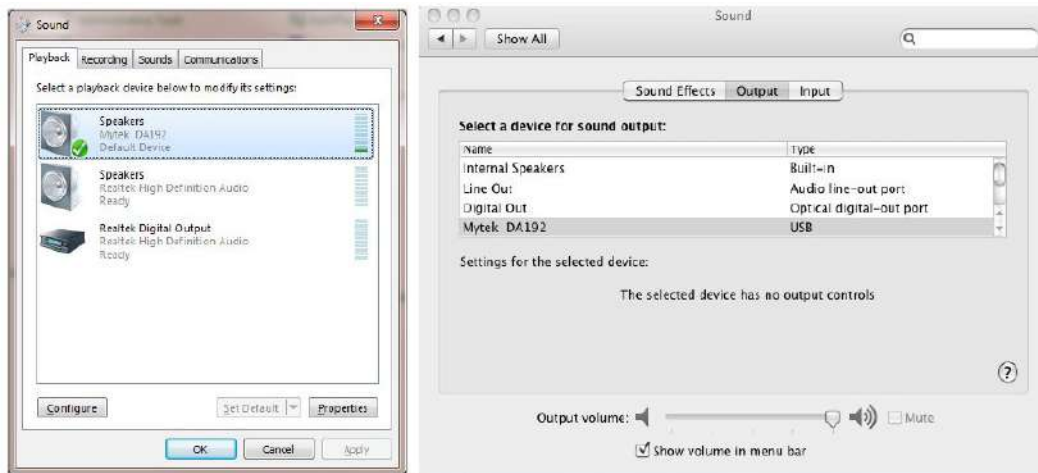 Sound
Playback Recording Sounds Communications
Select a playback device below to modify its settings:
Speakers
Mytek DA192
Default Device
Speakers
Realtek High Definition Audio
Ready
Realtek Digital Output
Realtek High Definition Audio
Ready
Configure Set Default Properties
OK Cancel Apply
Sound
Show All
Sound Effects Output Input
Select a device for sound output:
Name Type
Internal Speakers Built-in
Line Out Audio line-out port
Digital Out Optical digital-out port
Mytek DA192 USB
Settings for the selected device:
The selected device has no output controls
?
Output volume: Mute
Show volume in menu bar